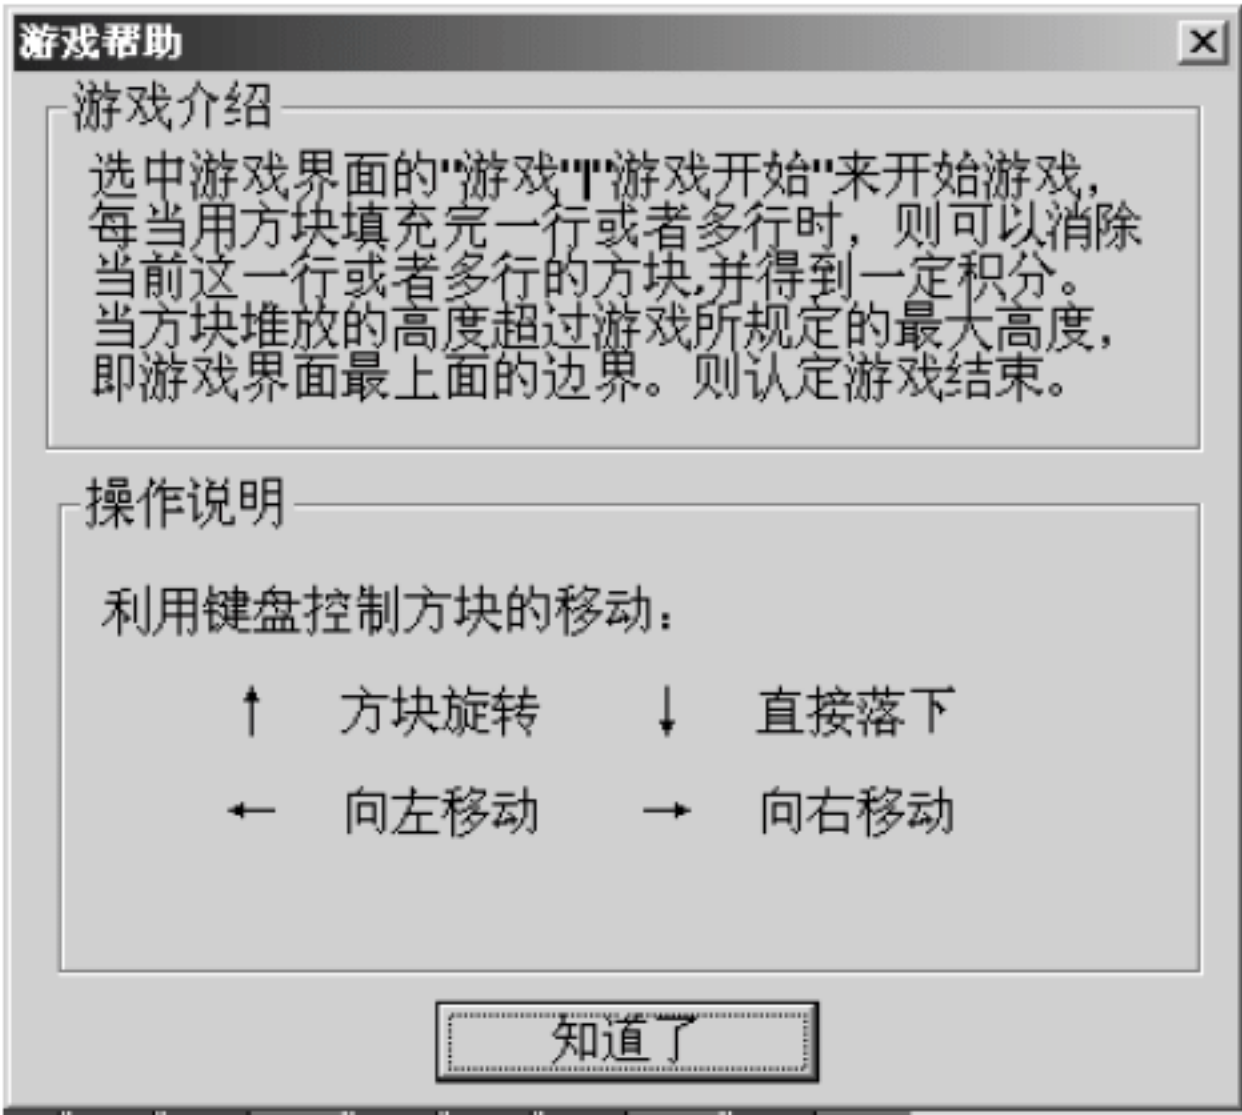 游戏帮助
游戏介绍
选中游戏界面的"游戏"|"游戏开始"来开始游戏,
每当用方块填充完一行或者多行时，则可以消除
当前这一行或者多行的方块,并得到一定积分。
当方块堆放的高度超过游戏所规定的最大高度,
即游戏界面最上面的边界。则认定游戏结束。
操作说明
利用键盘控制方块的移动：
↑ 方块旋转 ↓ 直接落下
← 向左移动 → 向右移动
知道了